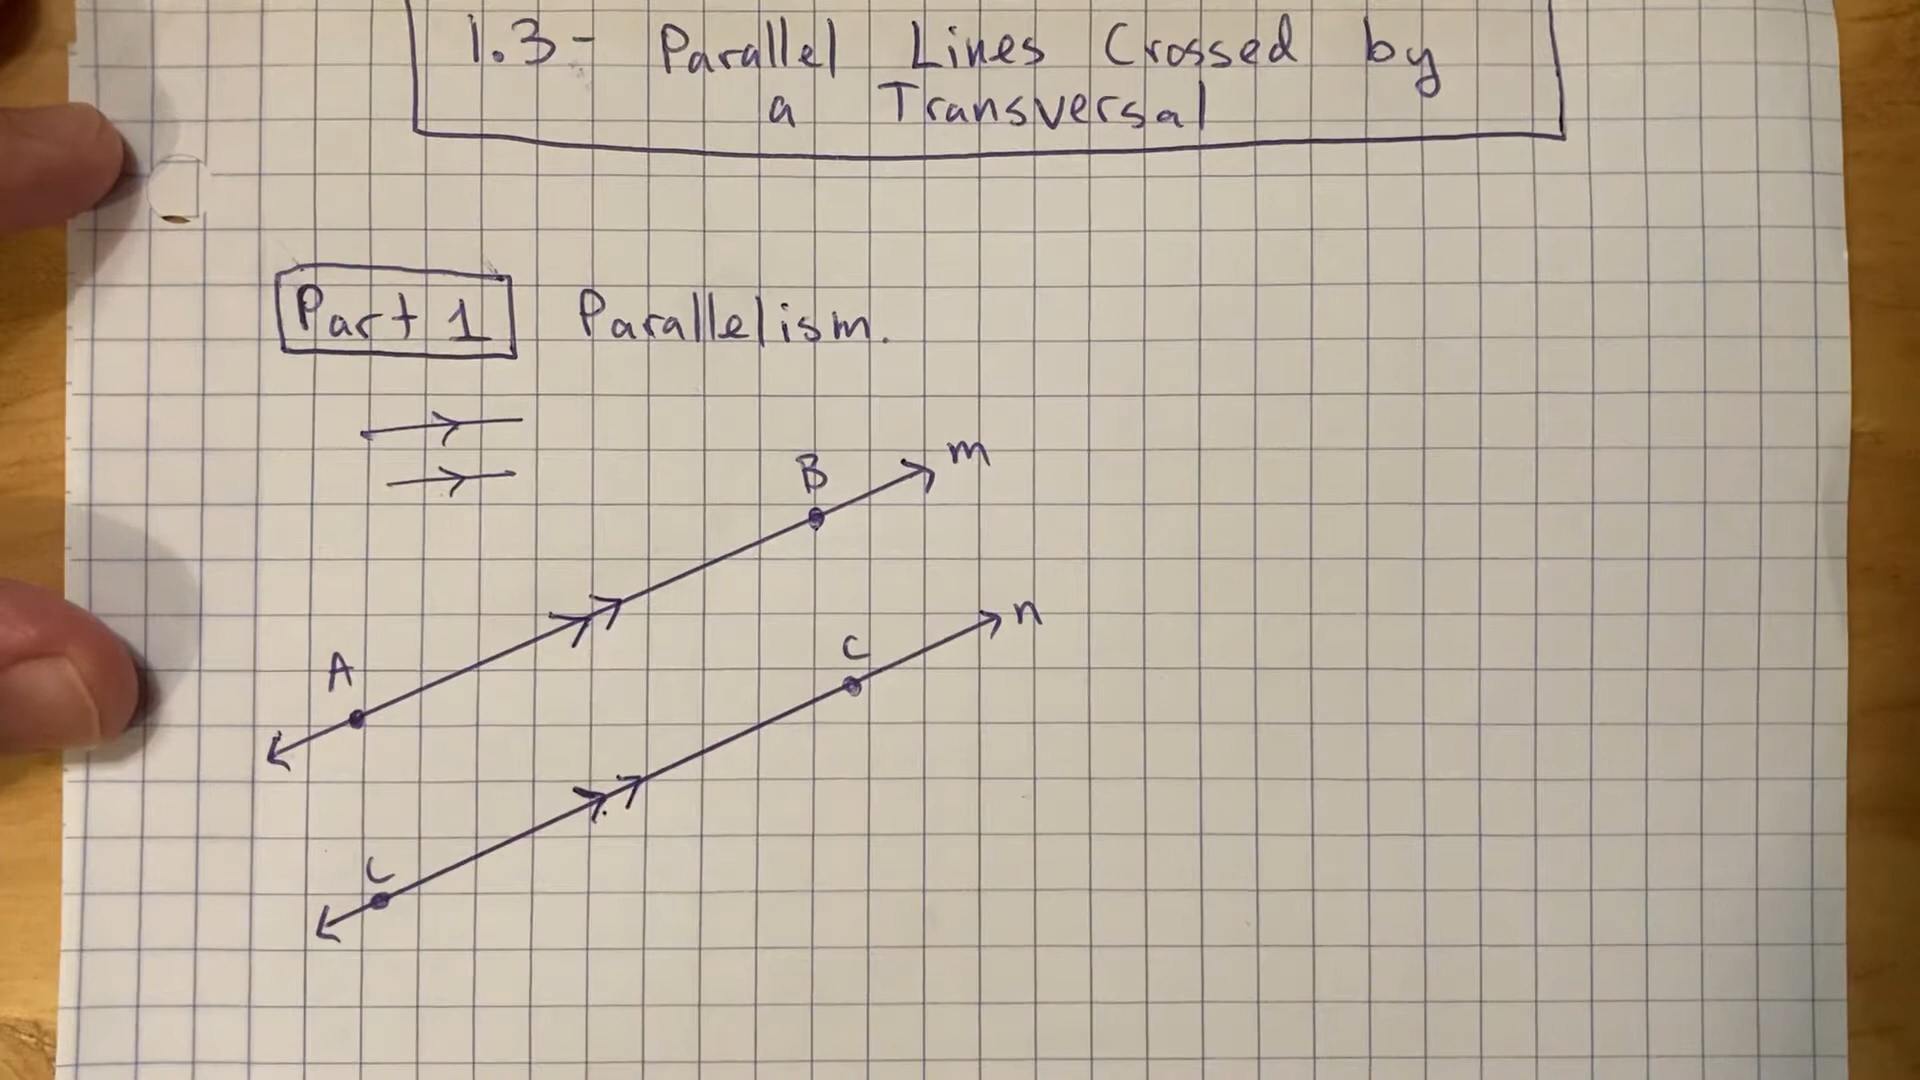 1.3 - Parallel Lines Crossed by
a Transversal
Part 1 Parallelism.
m
B
n
C
A
C